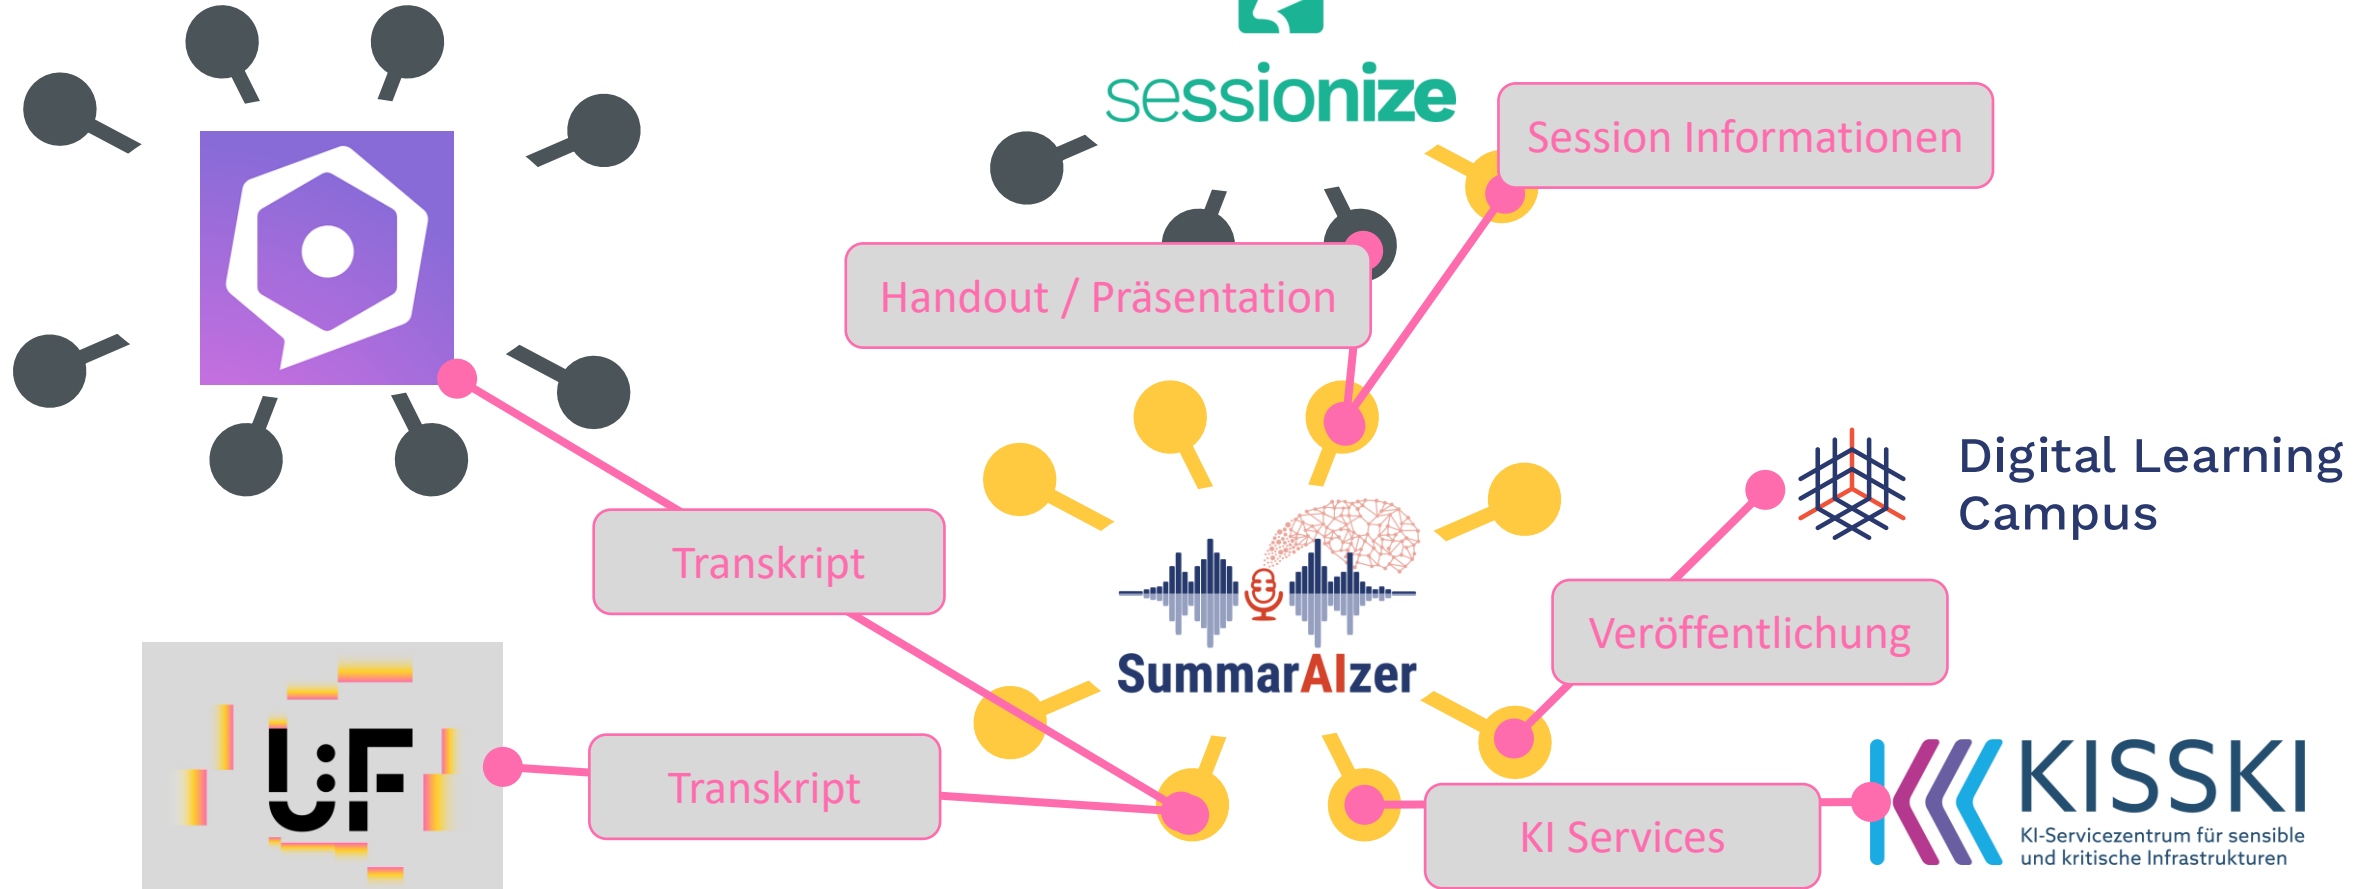 sessionize
Session Informationen
Handout / Präsentation
Digital Learning
Campus
Transkript
Veröffentlichung
SummarAIzer
U:F
Transkript
KI Services
KISSKI
KI-Servicezentrum für sensible
und kritische Infrastrukturen